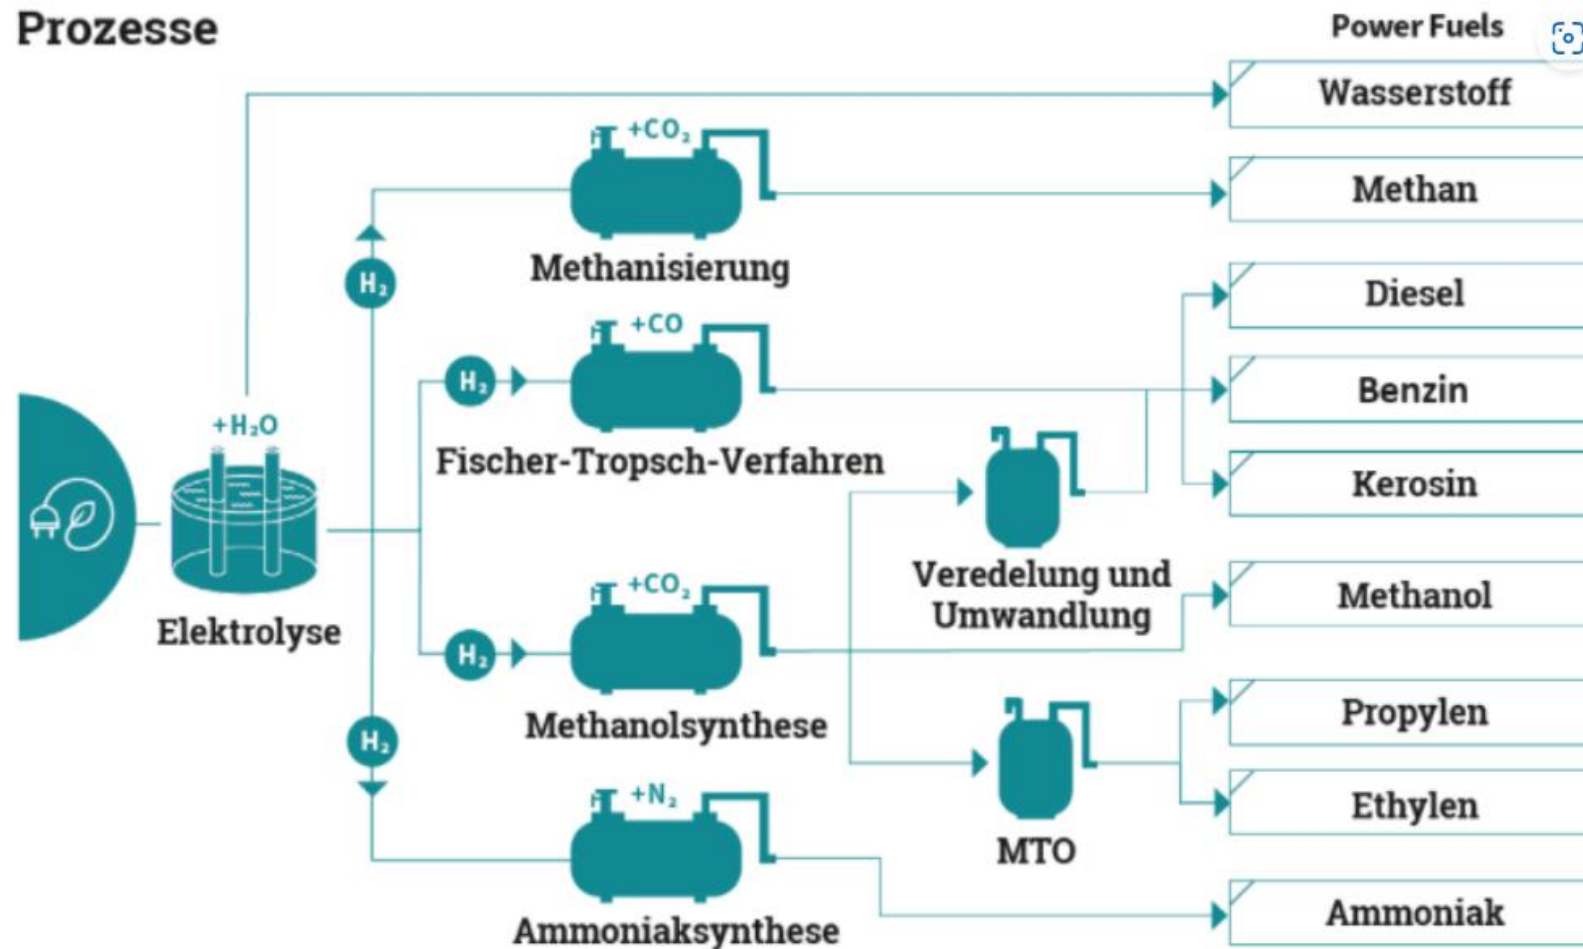 Prozesse
Power Fuels
Wasserstoff
+CO₂
Methan
Methanisierung
H₂
Diesel
+CO
H₂
Benzin
Fischer-Tropsch-Verfahren
+H₂O
Kerosin
Veredelung und
Umwandlung
+CO₂
Methanol
Elektrolyse
H₂
Methanolsynthese
Propylen
H₂
+N₂
Ethylen
MTO
Ammoniak
Ammoniaksynthese